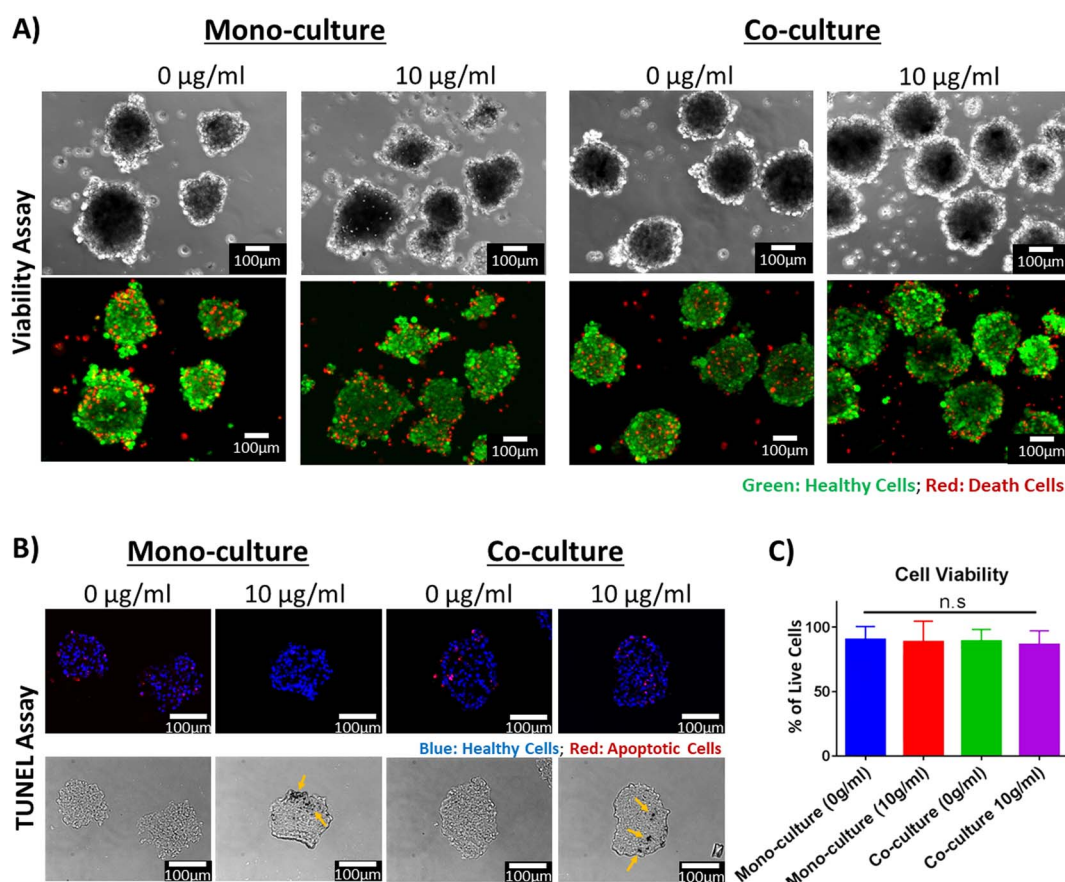 A)
Mono-culture
Co-culture
0 µg/ml
10 µg/ml
0 µg/ml
10 µg/ml
Viability Assay
100µm
100µm
100µm
100µm
100µm
100µm
100µm
100µm
Green: Healthy Cells; Red: Death Cells
B)
Mono-culture
Co-culture
0 µg/ml
10 µg/ml
0 µg/ml
10 µg/ml
TUNEL Assay
100µm
100µm
100µm
100µm
Blue: Healthy Cells; Red: Apoptotic Cells
100µm
100µm
100µm
100µm
C)
Cell Viability
n.s
% of Live Cells
100
50
0
Mono-culture (0g/ml)
Mono-culture (10g/ml)
Co-culture (0g/ml)
Co-culture 10g/ml)